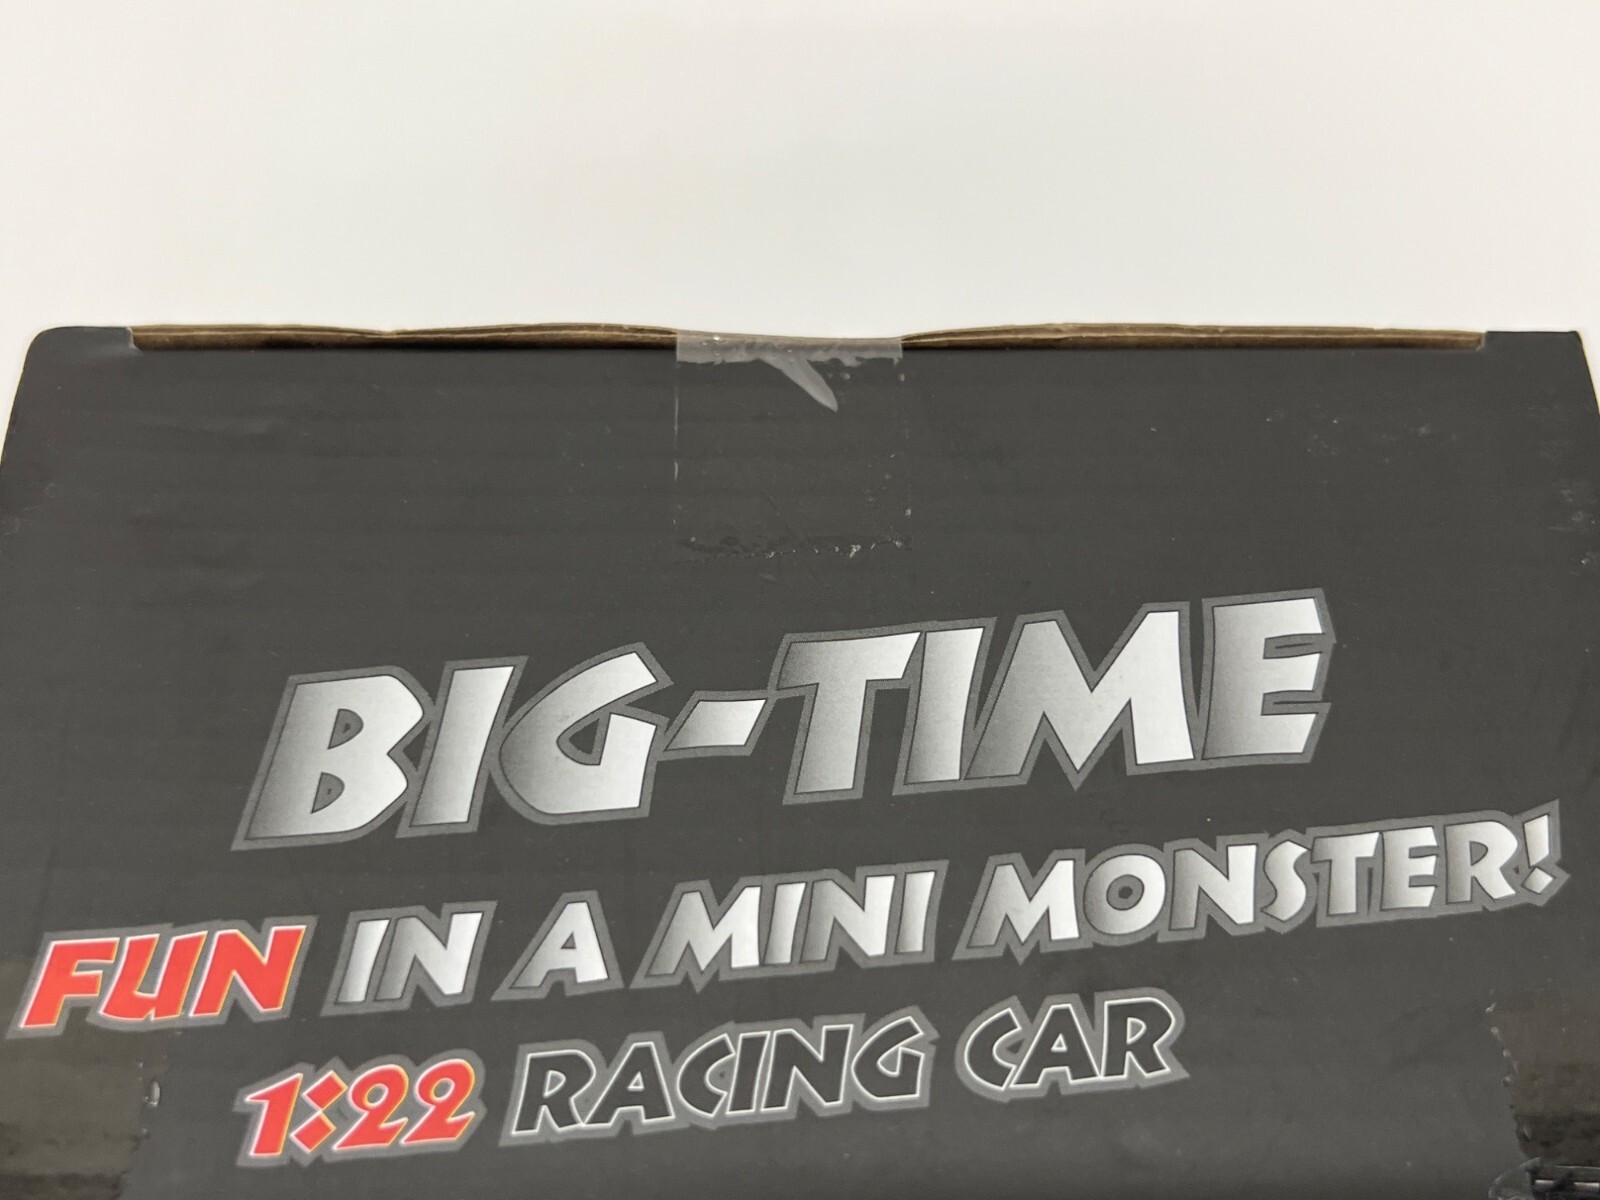 BIG-TIME
FUN IN A MINI MONSTER!
1:22 RACING CAR